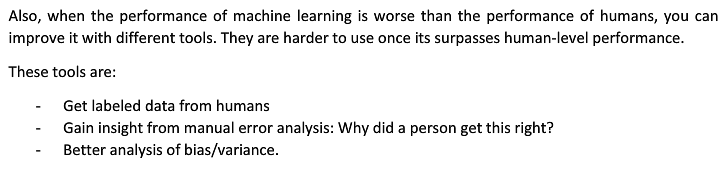 Also, when the performance of machine learning is worse than the performance of humans, you can
improve it with different tools. They are harder to use once its surpasses human-level performance.
These tools are:
- Get labeled data from humans
- Gain insight from manual error analysis: Why did a person get this right?
- Better analysis of bias/variance.